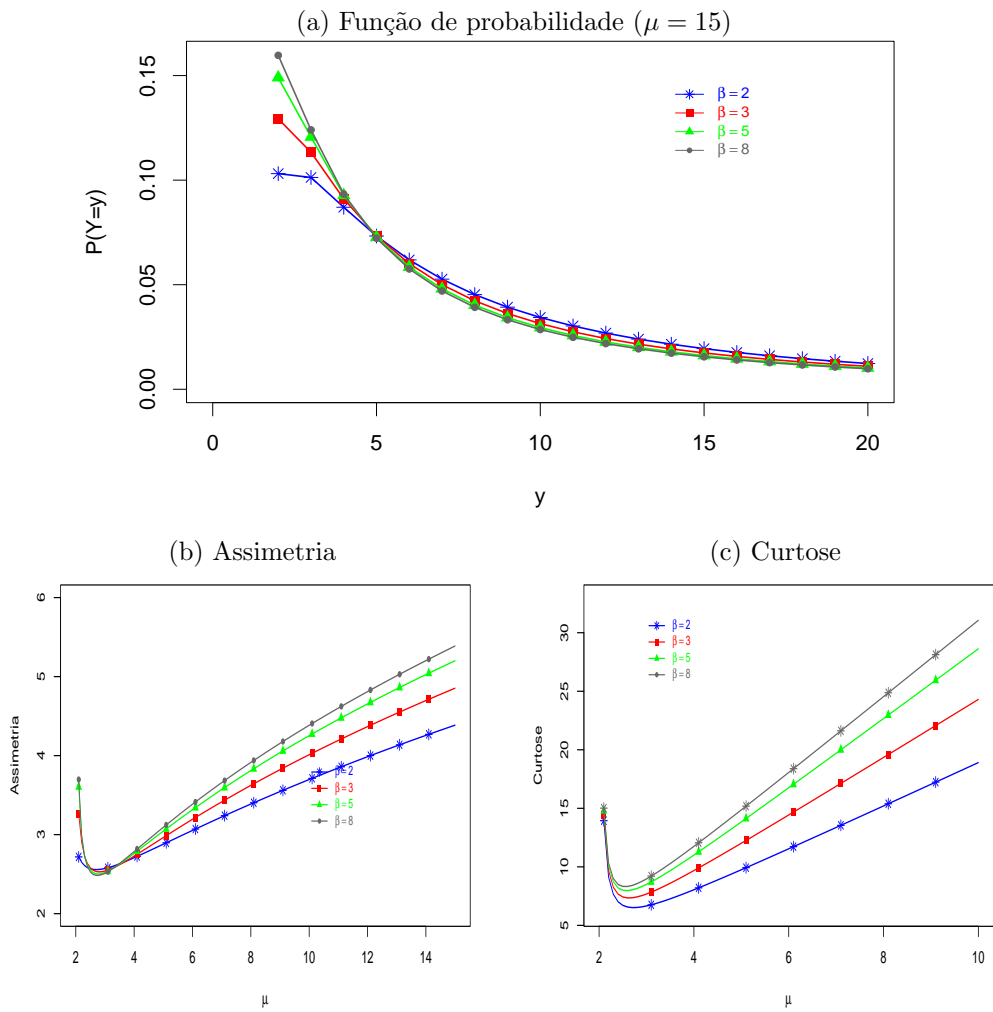 (a) Função de probabilidade (μ = 15)
P(Y=y)
0.15
0.10
0.05
0.00
β = 2
β = 3
β = 5
β = 8
0 5 10 15 20
y
(b) Assimetria
Assimetria
6
5
4
3
2
β = 2
β = 3
β = 5
β = 8
2 4 6 8 10 12 14
μ
(c) Curtose
Curtose
30
25
20
15
10
5
β = 2
β = 3
β = 5
β = 8
2 4 6 8 10
μ